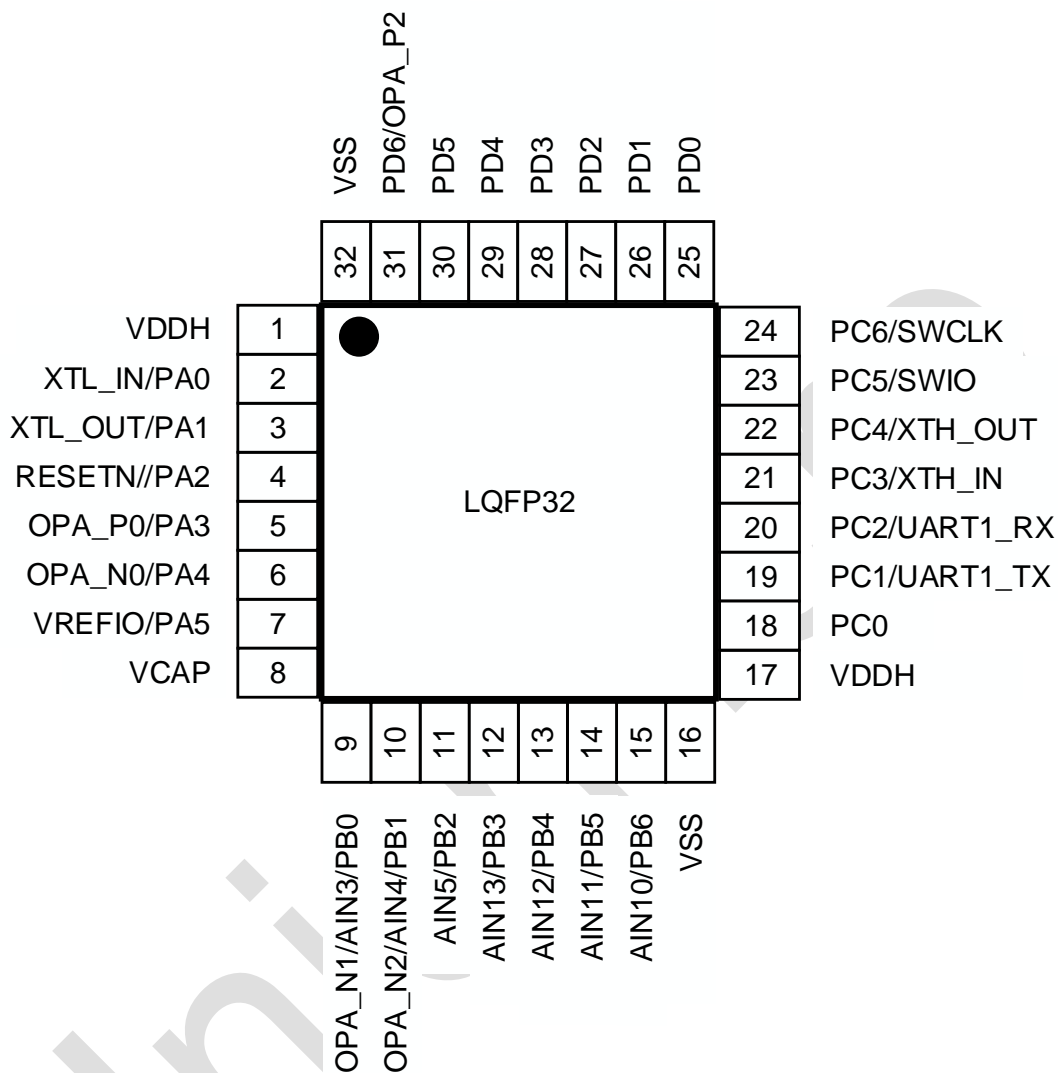 VSS
PD6/OPA_P2
PD5
PD4
PD3
PD2
PD1
PD0
32
31
30
29
28
27
26
25
VDDH 1
XTL_IN/PA0 2
XTL_OUT/PA1 3
RESETN//PA2 4
OPA_P0/PA3 5
OPA_N0/PA4 6
VREFIO/PA5 7
VCAP 8
LQFP32
24 PC6/SWCLK
23 PC5/SWIO
22 PC4/XTH_OUT
21 PC3/XTH_IN
20 PC2/UART1_RX
19 PC1/UART1_TX
18 PC0
17 VDDH
9
10
11
12
13
14
15
16
OPA_N1/AIN3/PB0
OPA_N2/AIN4/PB1
AIN5/PB2
AIN13/PB3
AIN12/PB4
AIN11/PB5
AIN10/PB6
VSS